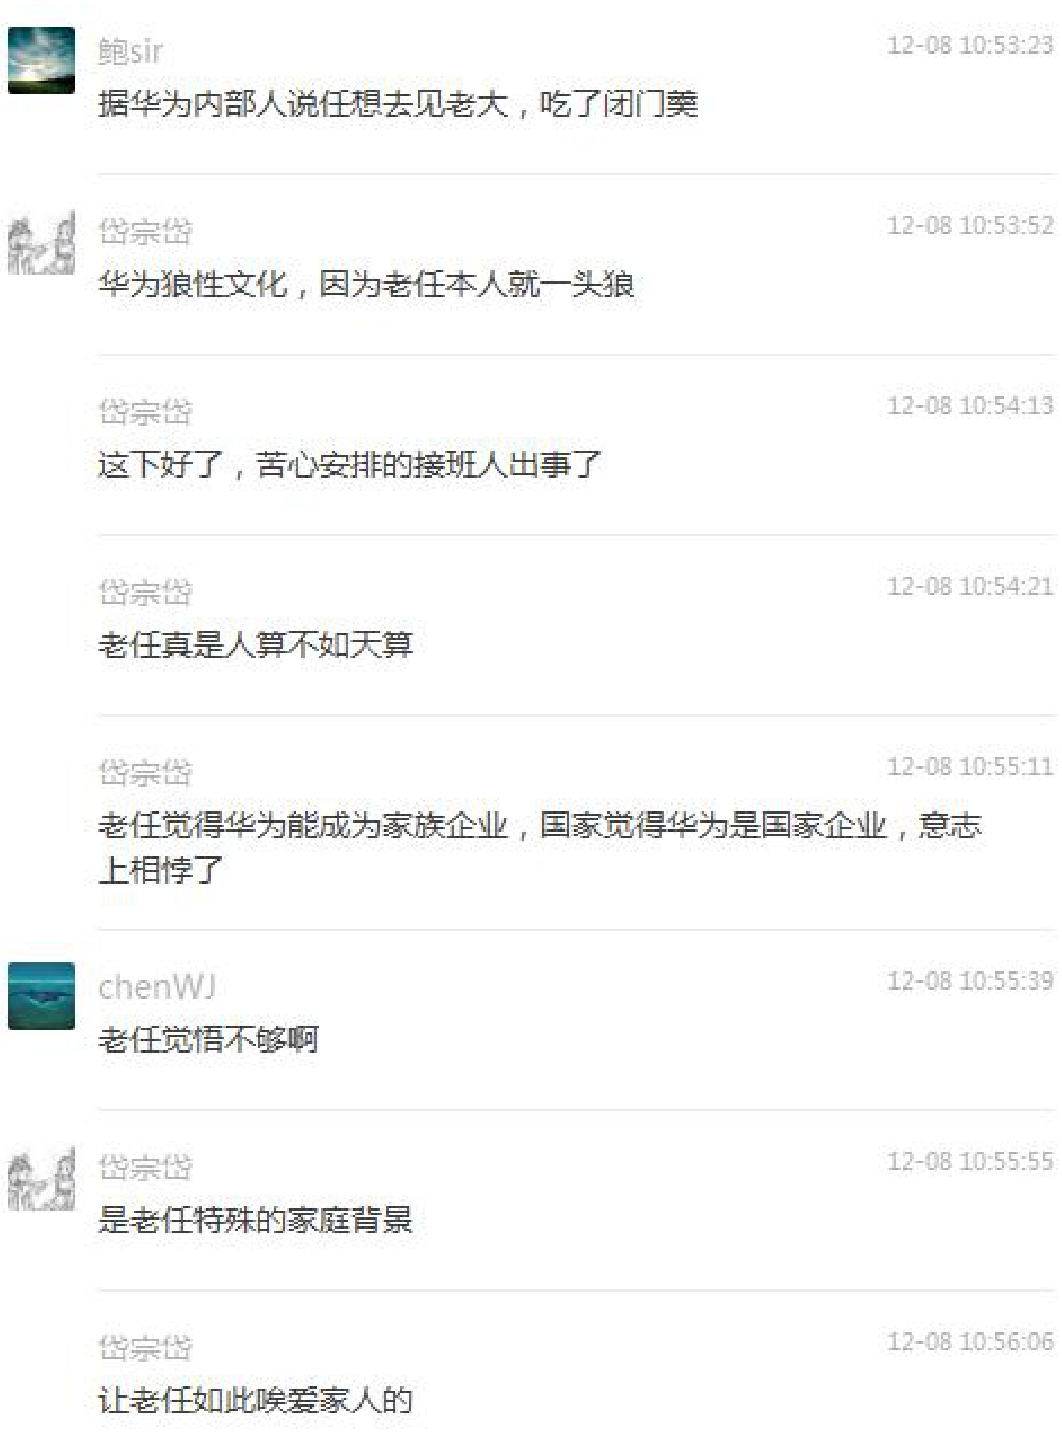 鲍sir
12-08 10:53:23
据华为内部人说任想去见老大，吃了闭门羹
岱宗岱
12-08 10:53:52
华为狼性文化，因为老任本人就一头狼
岱宗岱
12-08 10:54:13
这下好了，苦心安排的接班人出事了
岱宗岱
12-08 10:54:21
老任真是人算不如天算
岱宗岱
12-08 10:55:11
老任觉得华为能成为家族企业，国家觉得华为是国家企业，意志
上相悖了
chenWJ
12-08 10:55:39
老任觉悟不够啊
岱宗岱
12-08 10:55:55
是老任特殊的家庭背景
岱宗岱
12-08 10:56:06
让老任如此唉爱家人的